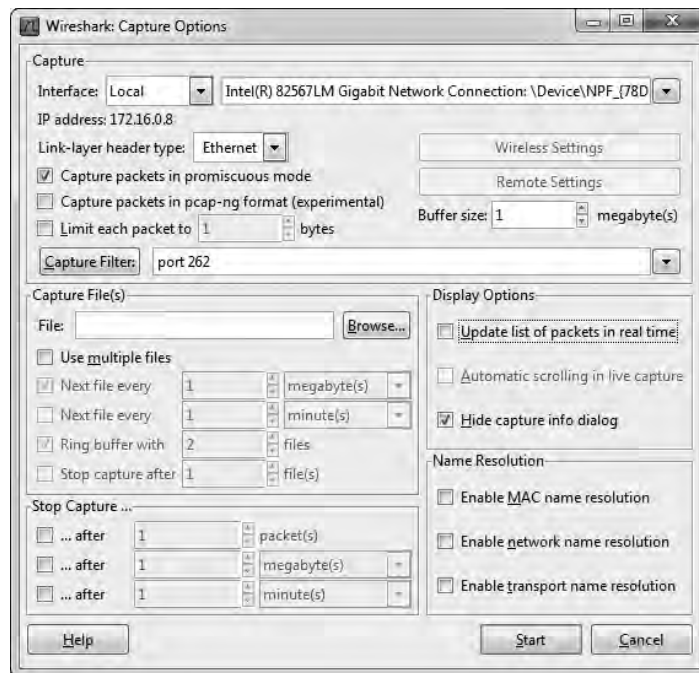 Wireshark: Capture Options
Capture
Interface: Local Intel(R) 82567LM Gigabit Network Connection: \Device\NPF_{78D
IP address: 172.16.0.8
Link-layer header type: Ethernet
Wireless Settings
Capture packets in promiscuous mode
Remote Settings
Capture packets in pcap-ng format (experimental)
Buffer size: 1 megabyte(s)
Limit each packet to 1 bytes
Capture Filter: port 262
Capture File(s)
File: Browse...
Use multiple files
Next file every 1 megabyte(s)
Next file every 1 minute(s)
Ring buffer with 2 files
Stop capture after 1 file(s)
Stop Capture ...
... after 1 packet(s)
... after 1 megabyte(s)
... after 1 minute(s)
Display Options
Update list of packets in real time
Automatic scrolling in live capture
Hide capture info dialog
Name Resolution
Enable MAC name resolution
Enable network name resolution
Enable transport name resolution
Help Start Cancel